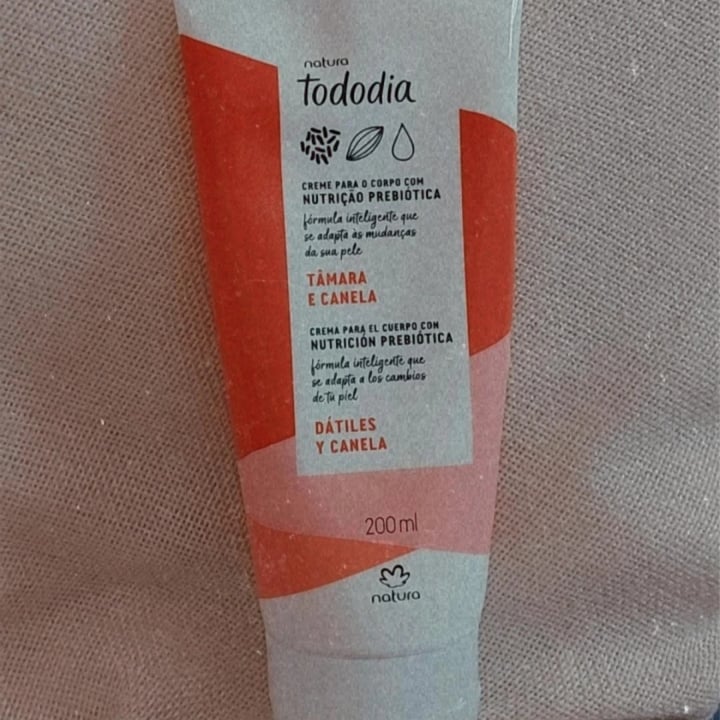 natura
tododia
CREME PARA O CORPO COM
NUTRIÇÃO PREBIÓTICA
fórmula inteligente que
se adapta às mudanças
da sua pele
TÂMARA
E CANELA
CREMA PARA EL CUERPO CON
NUTRICIÓN PREBIÓTICA
fórmula inteligente que
se adapta a los cambios
de tu piel
DÁTILES
Y CANELA
200 ml
natura